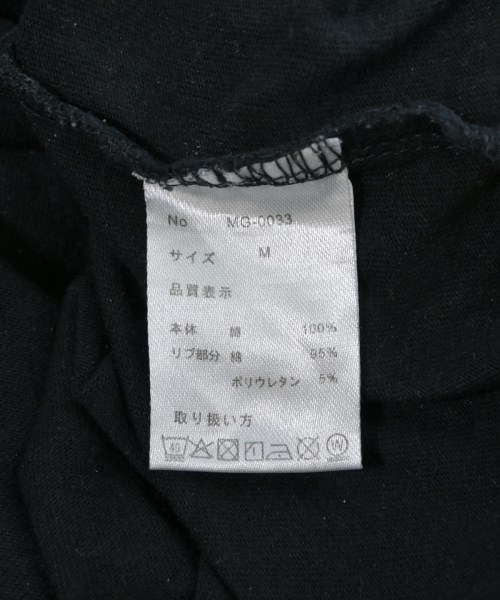 No MG-0033
サイズ M
品質表示
本体 綿 100%
リブ部分 綿 95%
ポリウレタン 5%
取り扱い方
40 W